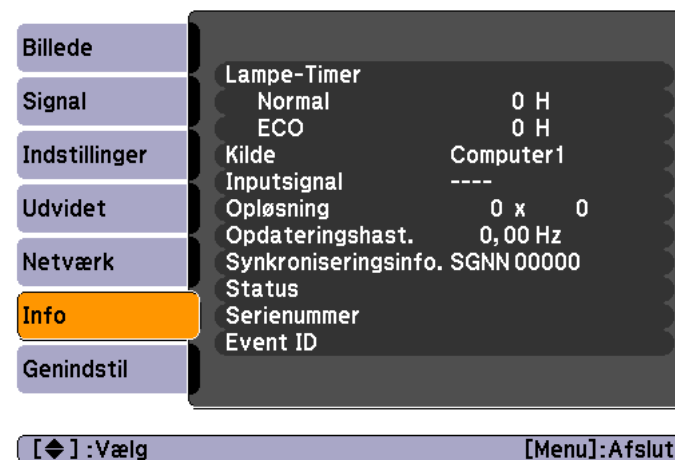 Billede
Signal
Indstillinger
Udvidet
Netværk
Info
Genindstil
Lampe-Timer
Normal 0 H
ECO 0 H
Kilde Computer1
Inputsignal ----
Opløsning 0 x 0
Opdateringshast. 0,00 Hz
Synkroniseringsinfo. SGNN 00000
Status
Serienummer
Event ID
[◆] :Vælg [Menu]:Afslut